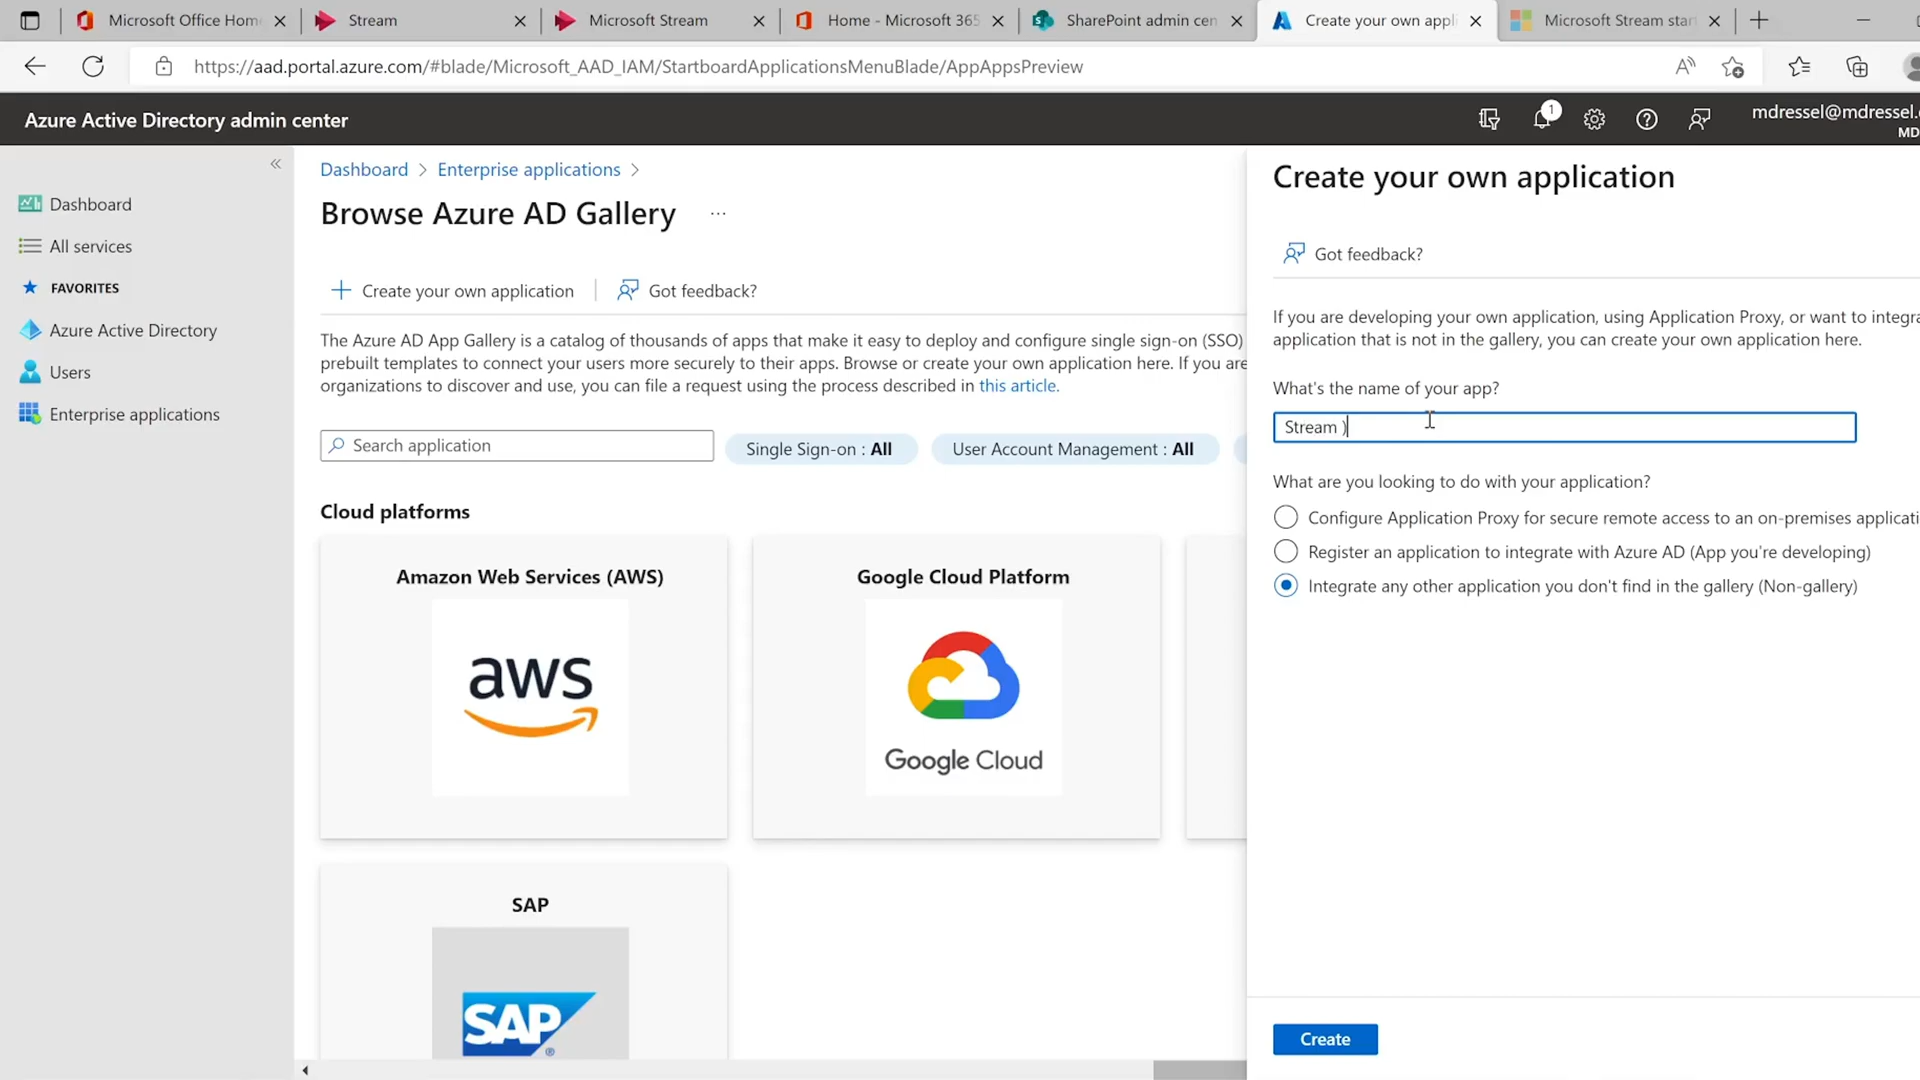 Microsoft Office Home
Stream
Microsoft Stream
Home - Microsoft 365
SharePoint admin cen
Create your own appli
Microsoft Stream star
https://aad.portal.azure.com/#blade/Microsoft_AAD_IAM/StartboardApplicationsMenuBlade/AppAppsPreview
Azure Active Directory admin center
1
mdressel@mdressel.
MD
Dashboard
All services
FAVORITES
Azure Active Directory
Users
Enterprise applications
Dashboard > Enterprise applications >
Browse Azure AD Gallery ...
+ Create your own application
Got feedback?
The Azure AD App Gallery is a catalog of thousands of apps that make it easy to deploy and configure single sign-on (SSO)
prebuilt templates to connect your users more securely to their apps. Browse or create your own application here. If you are
organizations to discover and use, you can file a request using the process described in this article.
Search application
Single Sign-on : All
User Account Management : All
Cloud platforms
Amazon Web Services (AWS)
aws
Google Cloud Platform
Google Cloud
SAP
SAP
Create your own application
Got feedback?
If you are developing your own application, using Application Proxy, or want to integra
application that is not in the gallery, you can create your own application here.
What's the name of your app?
Stream )
What are you looking to do with your application?
Configure Application Proxy for secure remote access to an on-premises applicati
Register an application to integrate with Azure AD (App you're developing)
Integrate any other application you don't find in the gallery (Non-gallery)
Create